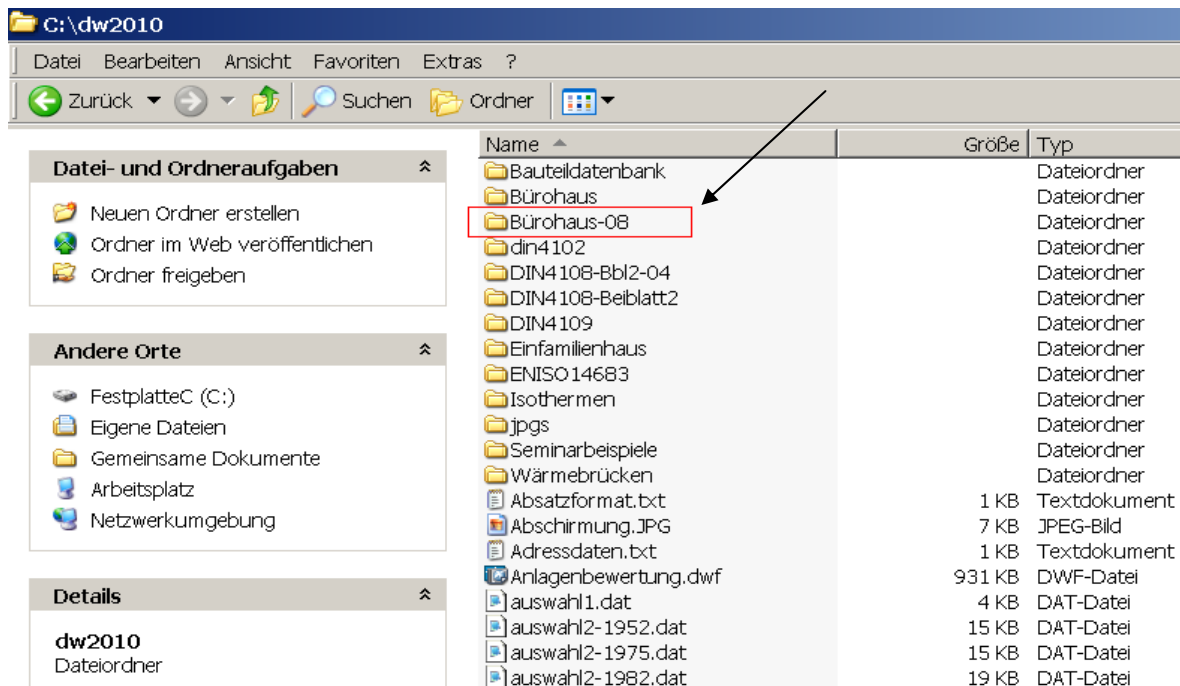 C:\dw2010
Datei Bearbeiten Ansicht Favoriten Extras ?
Zurück Suchen Ordner
Datei- und Ordneraufgaben
Neuen Ordner erstellen
Ordner im Web veröffentlichen
Ordner freigeben
Andere Orte
FestplatteC (C:)
Eigene Dateien
Gemeinsame Dokumente
Arbeitsplatz
Netzwerkumgebung
Details
dw2010
Dateiordner
Name Größe Typ
Bauteildatenbank Dateiordner
Bürohaus Dateiordner
Bürohaus-08 Dateiordner
din4102 Dateiordner
DIN4108-Bbl2-04 Dateiordner
DIN4108-Beiblatt2 Dateiordner
DIN4109 Dateiordner
Einfamilienhaus Dateiordner
ENISO14683 Dateiordner
Isothermen Dateiordner
jpgs Dateiordner
Seminarbeispiele Dateiordner
Wärmebrücken Dateiordner
Absatzformat.txt 1 KB Textdokument
Abschirmung.JPG 7 KB JPEG-Bild
Adressdaten.txt 1 KB Textdokument
Anlagenbewertung.dwf 931 KB DWF-Datei
auswahl1.dat 4 KB DAT-Datei
auswahl2-1952.dat 15 KB DAT-Datei
auswahl2-1975.dat 15 KB DAT-Datei
auswahl2-1982.dat 19 KB DAT-Datei